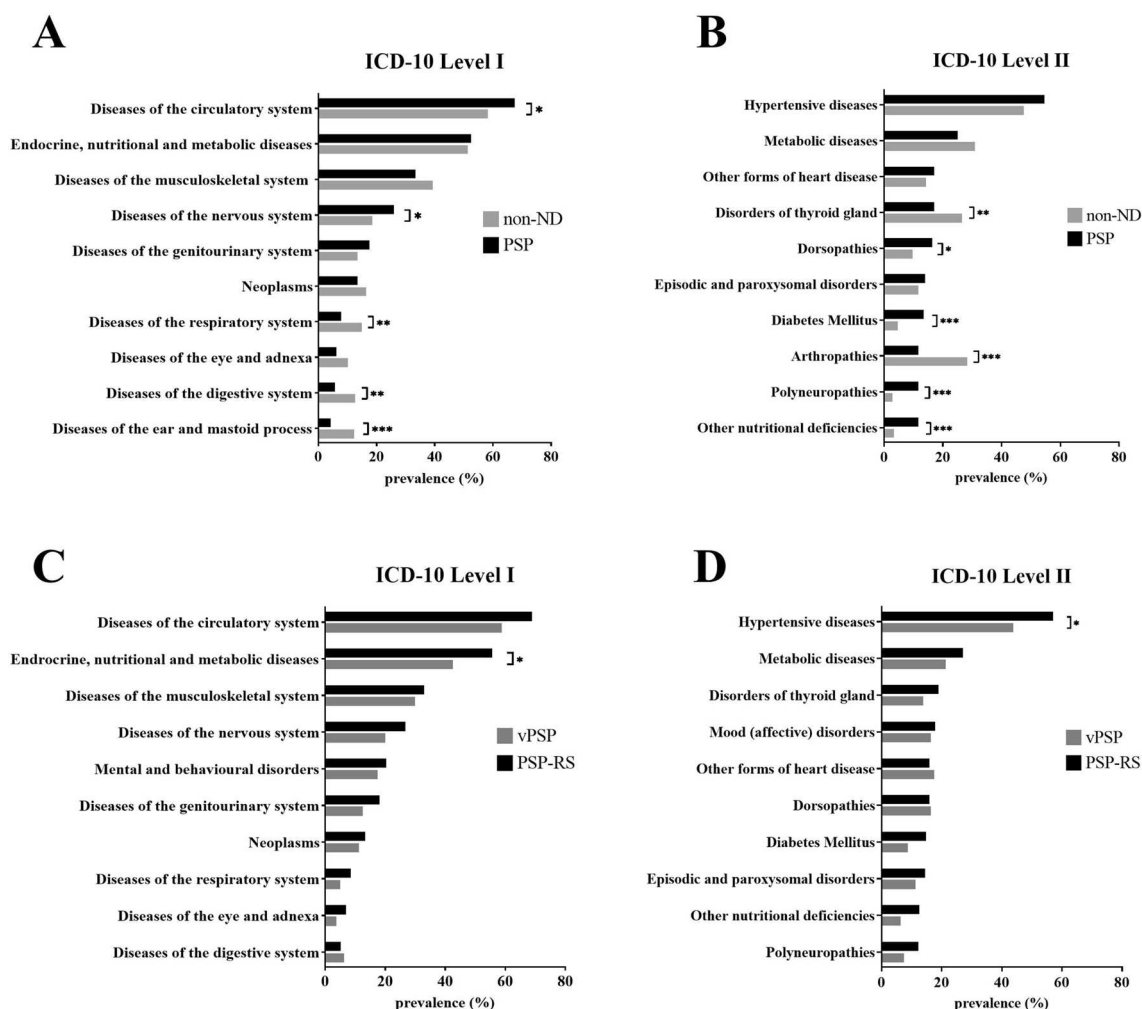 A
ICD-10 Level I
Diseases of the circulatory system
*
Endocrine, nutritional and metabolic diseases
Diseases of the musculoskeletal system
Diseases of the nervous system
*
non-ND
PSP
Diseases of the genitourinary system
Neoplasms
Diseases of the respiratory system
**
Diseases of the eye and adnexa
Diseases of the digestive system
**
Diseases of the ear and mastoid process
***
0 20 40 60 80
prevalence (%)
B
ICD-10 Level II
Hypertensive diseases
Metabolic diseases
Other forms of heart disease
Disorders of thyroid gland
**
non-ND
PSP
Dorsopathies
*
Episodic and paroxysmal disorders
Diabetes Mellitus
***
Arthropathies
***
Polyneuropathies
***
Other nutritional deficiencies
***
0 20 40 60 80
prevalence (%)
C
ICD-10 Level I
Diseases of the circulatory system
Endrocrine, nutritional and metabolic diseases
*
Diseases of the musculoskeletal system
Diseases of the nervous system
vPSP
PSP-RS
Mental and behavioural disorders
Diseases of the genitourinary system
Neoplasms
Diseases of the respiratory system
Diseases of the eye and adnexa
Diseases of the digestive system
0 20 40 60 80
prevalence (%)
D
ICD-10 Level II
Hypertensive diseases
*
Metabolic diseases
Disorders of thyroid gland
Mood (affective) disorders
vPSP
PSP-RS
Other forms of heart disease
Dorsopathies
Diabetes Mellitus
Episodic and paroxysmal disorders
Other nutritional deficiencies
Polyneuropathies
0 20 40 60 80
prevalence (%)